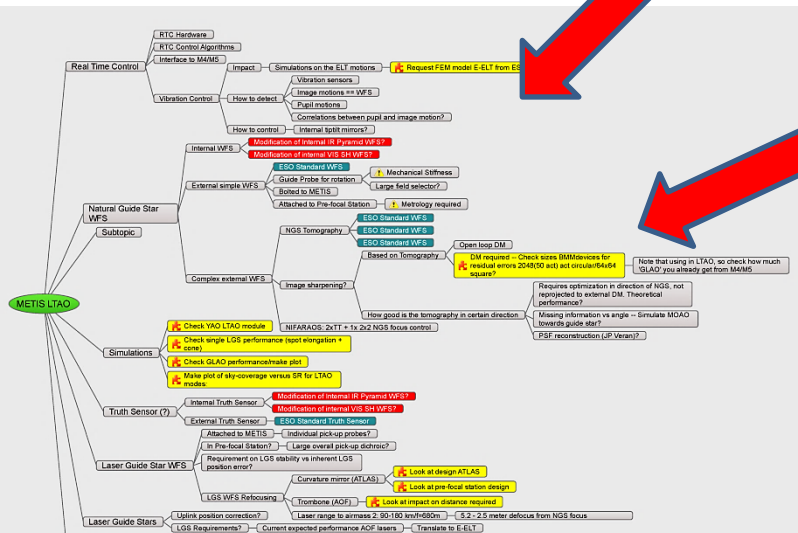 RTC Hardware
RTC Control Algorithms
Interface to M4/M5
Real Time Control
Impact
Simulations on the ELT motions
Request FEM model E-ELT from ES
Vibration sensors
Image motions == WFS
Pupil motions
Correlations between pupil and image motion?
How to detect
Vibration Control
How to control
Internal tiptilt mirrors?
Internal WFS
Modification of Internal IR Pyramid WFS?
Modification of internal VIS SH WFS?
ESO Standard WFS
External simple WFS
Guide Probe for rotation
Mechanical Stiffness
Large field selector?
Bolted to METIS
Attached to Pre-focal Station
Metrology required
Natural Guide Star
WFS
Subtopic
NGS Tomography
ESO Standard WFS
ESO Standard WFS
ESO Standard WFS
Open loop DM
Based on Tomography
DM required -- Check sizes BMMdevices for
residual errors 2048(50 act) act circular/64x64
square?
Note that using in LTAO, so check how much
'GLAO' you already get from M4/M5
Complex external WFS
Image sharpening?
Requires optimization in direction of NGS, not
reprojected to external DM. Theoretical
performance?
How good is the tomography in certain direction
Missing information vs angle -- Simulate MOAO
towards guide star?
PSF reconstruction (JP Veran)?
NIFARAOS: 2xTT + 1x 2x2 NGS focus control
METIS LTAO
Check YAO LTAO module
Check single LGS performance (spot elongation +
cone)
Simulations
Check GLAO performance/make plot
Make plot of sky-coverage versus SR for LTAO
modes:
Truth Sensor (?)
Internal Truth Sensor
Modification of Internal IR Pyramid WFS?
Modification of internal VIS SH WFS?
External Truth Sensor
ESO Standard Truth Sensor
Attached to METIS
Individual pick-up probes?
In Pre-focal Station?
Large overall pick-up dichroic?
Laser Guide Star WFS
Requirement on LGS stability vs inherent LGS
position error?
Curvature mirror (ATLAS)
Look at design ATLAS
Look at pre-focal station design
LGS WFS Refocusing
Trombone (AOF)
Look at impact on distance required
Laser range to airmass 2: 90-180 km/f=680m
5.2 - 2.5 meter defocus from NGS focus
Laser Guide Stars
Uplink position correction?
LGS Requirements?
Current expected performance AOF lasers
Translate to E-ELT